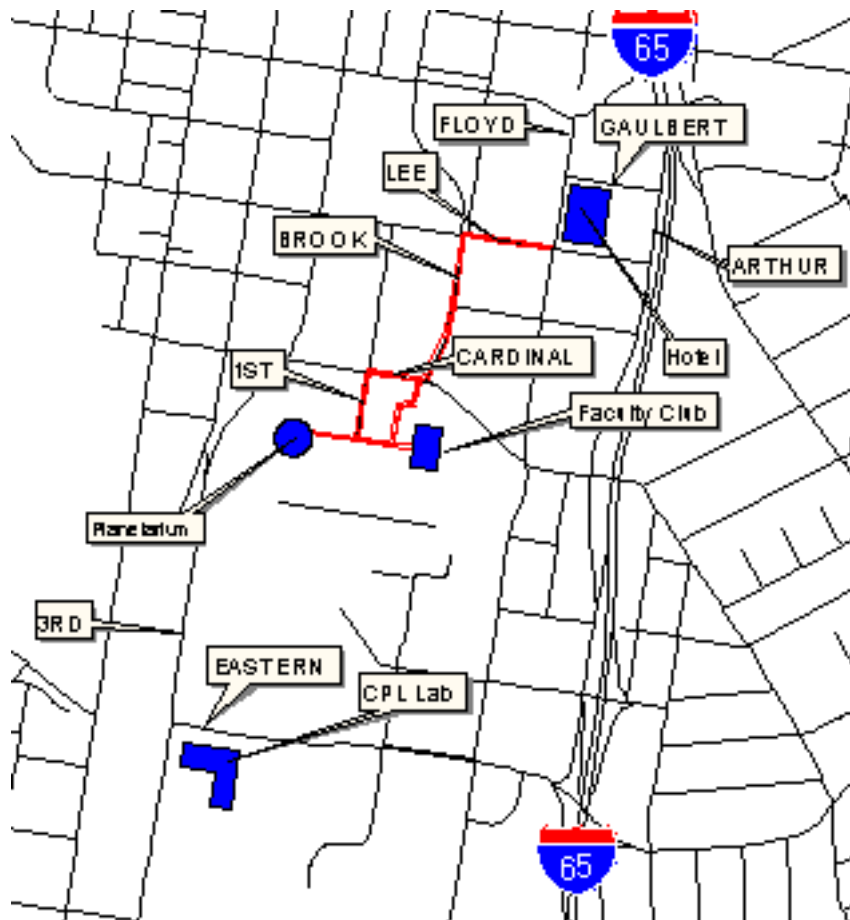 65
FLOYD
GAULBERT
LEE
BROOK
ARTHUR
1ST
CARDINAL
Hotel
Faculty Club
Planetarium
3RD
EASTERN
CPL Lab
65